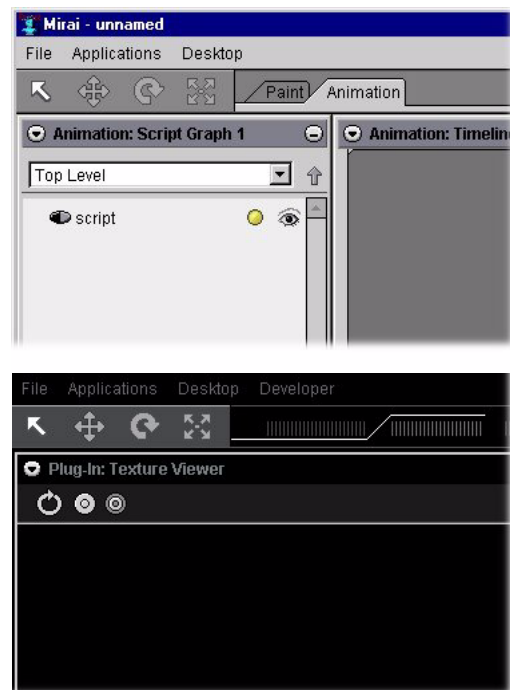 Mirai - unnamed
File Applications Desktop
Paint Animation
Animation: Script Graph 1 Animation: Timelin
Top Level
script
File Applications Desktop Developer
Plug-In: Texture Viewer